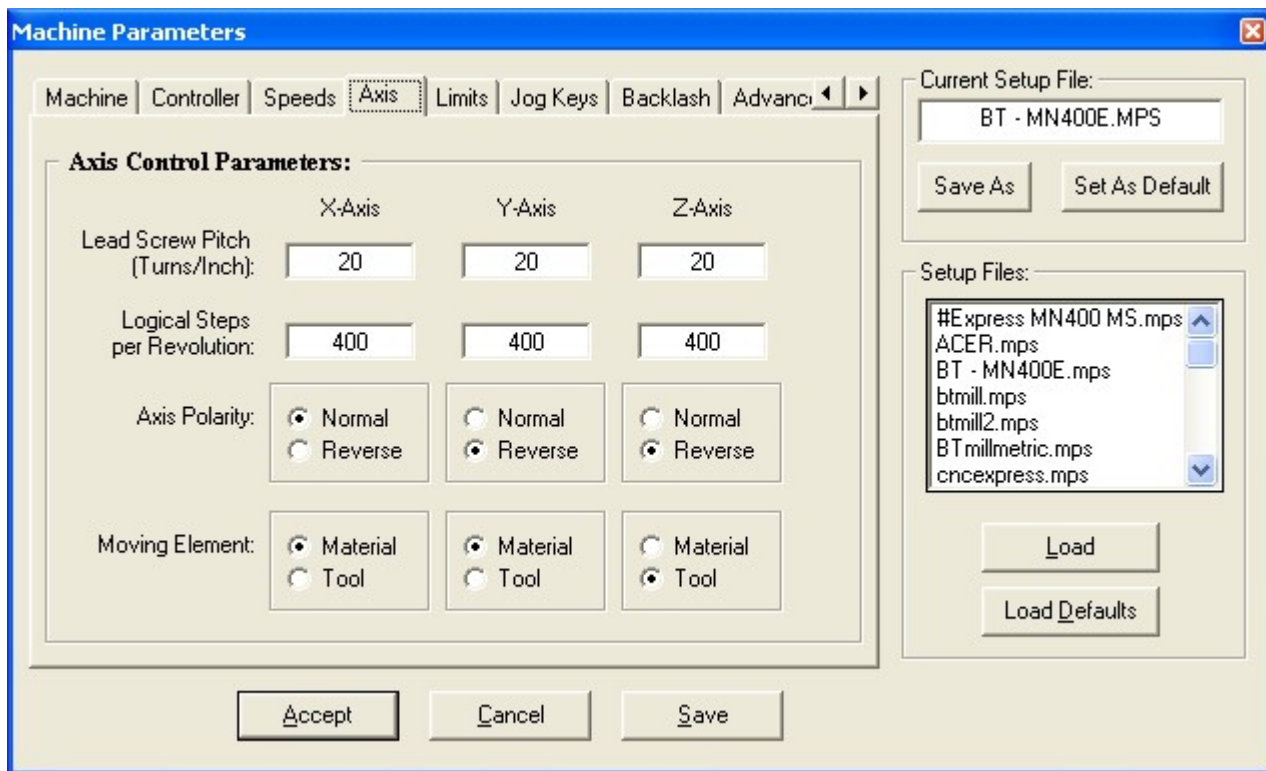 Machine Parameters
Machine Controller Speeds Axis Limits Jog Keys Backlash
Axis Control Parameters:
X-Axis Y-Axis Z-Axis
Lead Screw Pitch
(Turns/Inch): 20 20 20
Logical Steps
per Revolution: 400 400 400
Axis Polarity:
Normal Normal Normal
Reverse Reverse Reverse
Moving Element:
Material Material Material
Tool Tool Tool
Accept Cancel Save
Current Setup File:
BT - MN400E.MPS
Save As Set As Default
Setup Files:
#Express MN400 MS.mps
ACER.mps
BT - MN400E.mps
btmill.mps
btmill2.mps
BTmillmetric.mps
cncexpress.mps
Load
Load Defaults